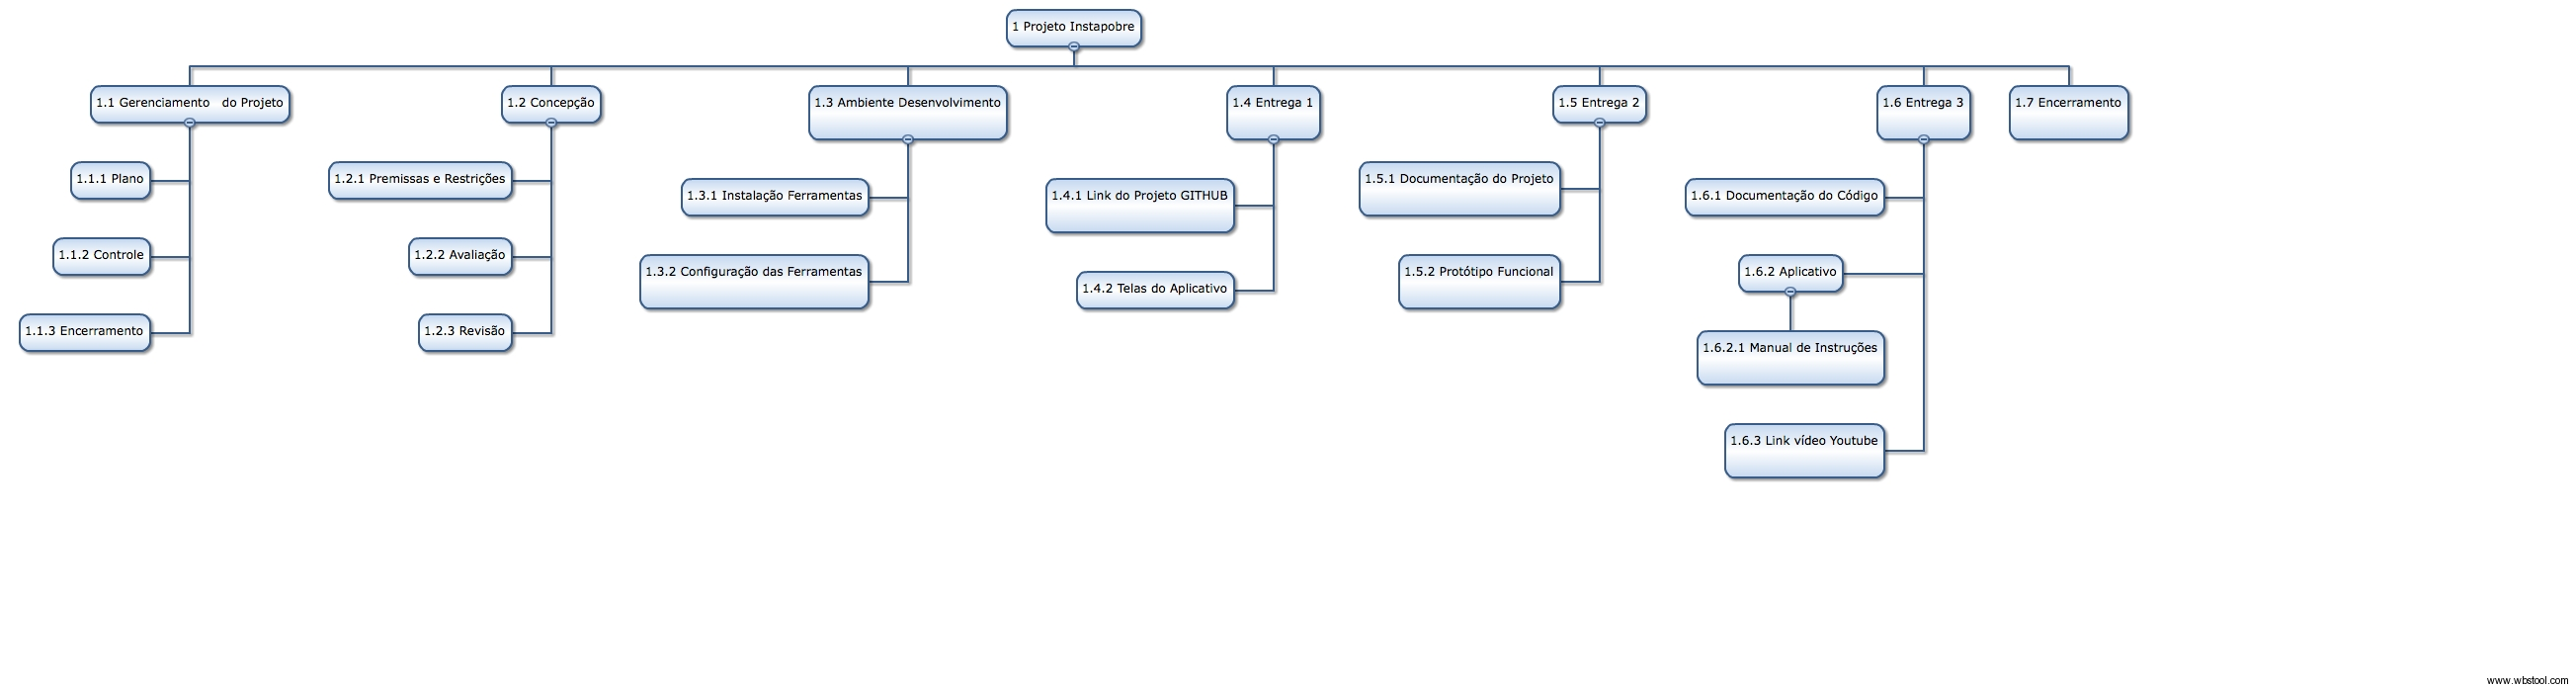 1 Projeto Instapobre
1.1 Gerenciamento   do Projeto
1.1.1 Plano
1.1.2 Controle
1.1.3 Encerramento
1.2 Concepção
1.2.1 Premissas e Restrições
1.2.2 Avaliação
1.2.3 Revisão
1.3 Ambiente Desenvolvimento
1.3.1 Instalação Ferramentas
1.3.2 Configuração das Ferramentas
1.4 Entrega 1
1.4.1 Link do Projeto GITHUB
1.4.2 Telas do Aplicativo
1.5 Entrega 2
1.5.1 Documentação do Projeto
1.5.2 Protótipo Funcional
1.6 Entrega 3
1.6.1 Documentação do Código
1.6.2 Aplicativo
1.6.2.1 Manual de Instruções
1.6.3 Link vídeo Youtube
1.7 Encerramento
www.wbstool.com